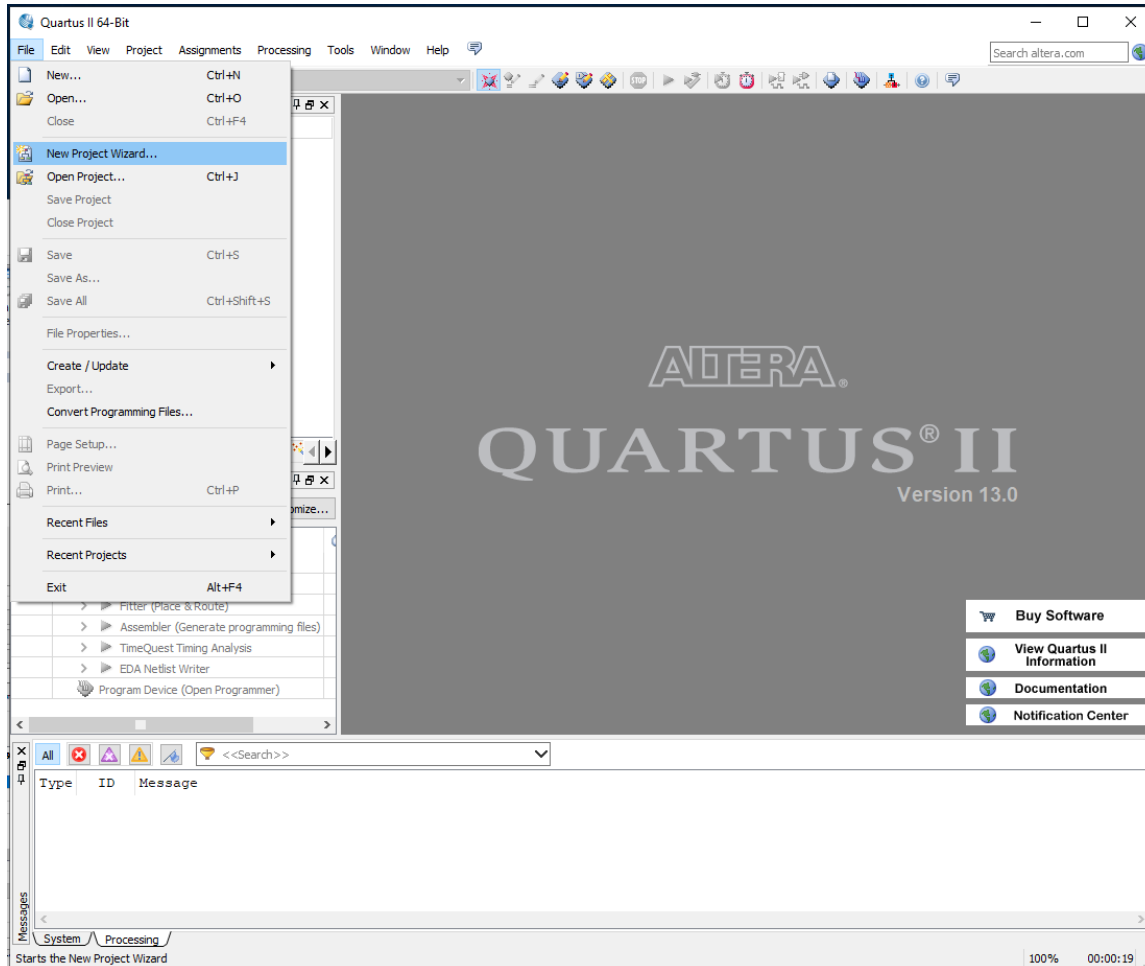 Quartus II 64-Bit
File Edit View Project Assignments Processing Tools Window Help
Search altera.com
New... Ctrl+N
Open... Ctrl+O
Close Ctrl+F4
New Project Wizard...
Open Project... Ctrl+J
Save Project
Close Project
Save Ctrl+S
Save As...
Save All Ctrl+Shift+S
File Properties...
Create / Update
Export...
Convert Programming Files...
Page Setup...
Print Preview
Print... Ctrl+P
Recent Files
Recent Projects
Exit Alt+F4
STOP
omize...
Fitter (Place & Route)
Assembler (Generate programming files)
TimeQuest Timing Analysis
EDA Netlist Writer
Program Device (Open Programmer)
ALTERA®
QUARTUS® II
Version 13.0
Buy Software
View Quartus II
Information
Documentation
Notification Center
All <<Search>>
Type ID Message
Messages
System Processing
Starts the New Project Wizard 100% 00:00:19